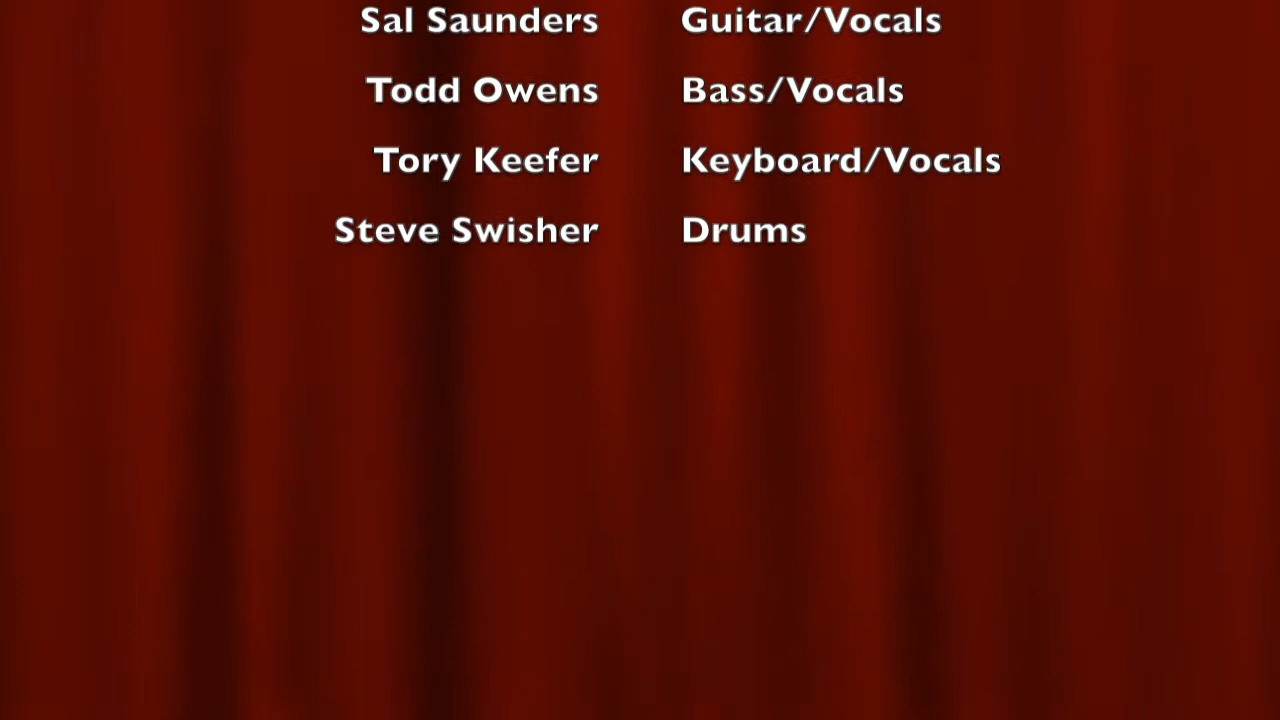 Sal Saunders Guitar/Vocals
Todd Owens Bass/Vocals
Tory Keefer Keyboard/Vocals
Steve Swisher Drums